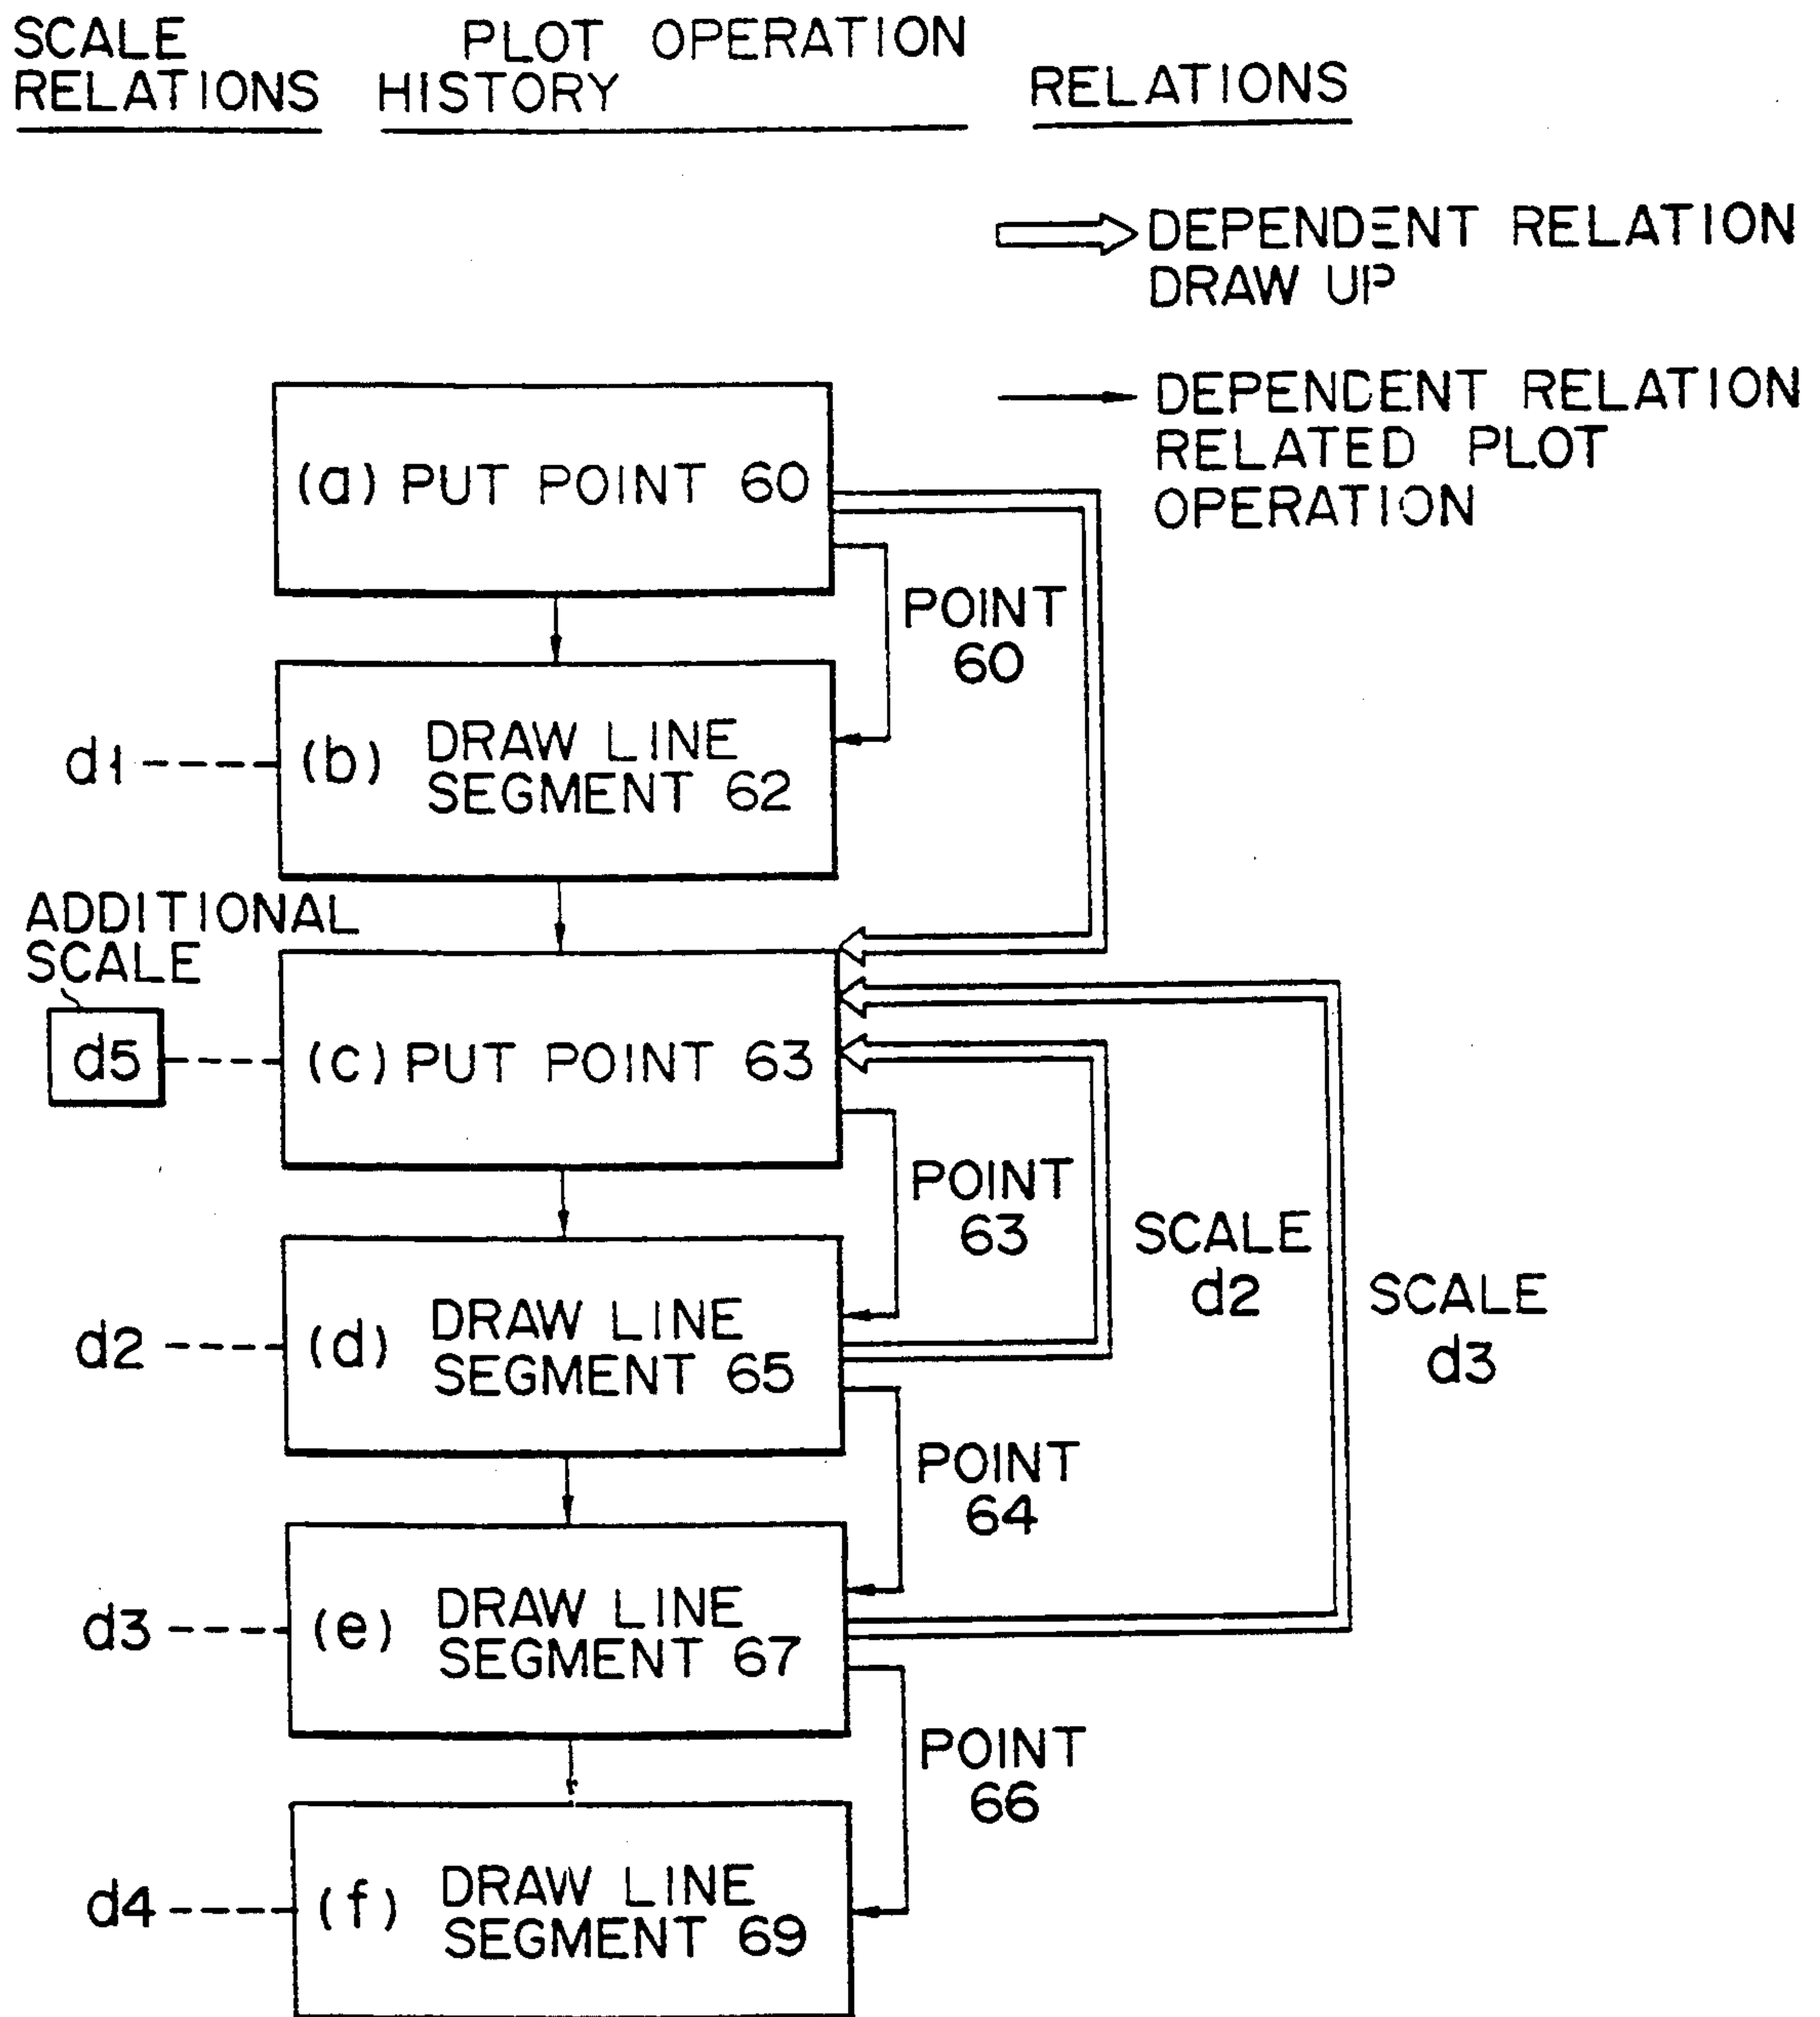 SCALE
RELATIONS
PLOT OPERATION
HISTORY
RELATIONS
DEPENDENT RELATION
DRAW UP
DEPENDENT RELATION
RELATED PLOT
OPERATION
(a) PUT POINT 60
POINT
60
d1
(b) DRAW LINE
SEGMENT 62
ADDITIONAL
SCALE
d5
(c) PUT POINT 63
POINT
63
SCALE
d2
SCALE
d3
d2
(d) DRAW LINE
SEGMENT 65
POINT
64
d3
(e) DRAW LINE
SEGMENT 67
POINT
66
d4
(f) DRAW LINE
SEGMENT 69